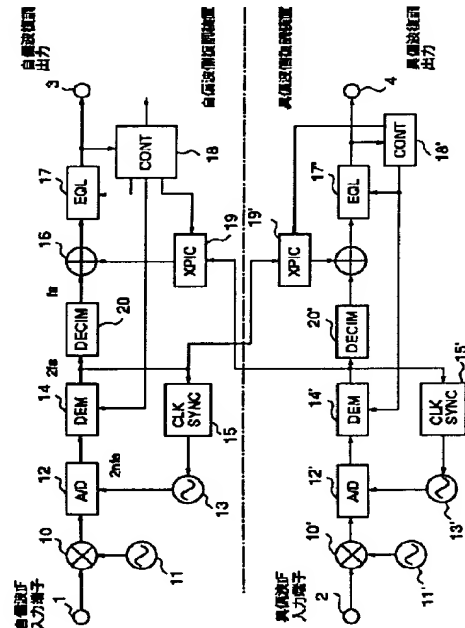 自偏波IF
入力端子
1
10
11
12
A/D
2nfs
13
14
DEM
2fs
15
CLK
SYNC
20
DECIM
fs
16
17
EQL
18
CONT
19
XPIC
3
自偏波復調
出力
自偏波側復調装置
異偏波側復調装置
異偏波IF
入力端子
2
10'
11'
12'
A/D
13'
14'
DEM
15'
CLK
SYNC
20'
DECIM
19'
XPIC
17'
EQL
CONT
18'
4
異偏波復調
出力